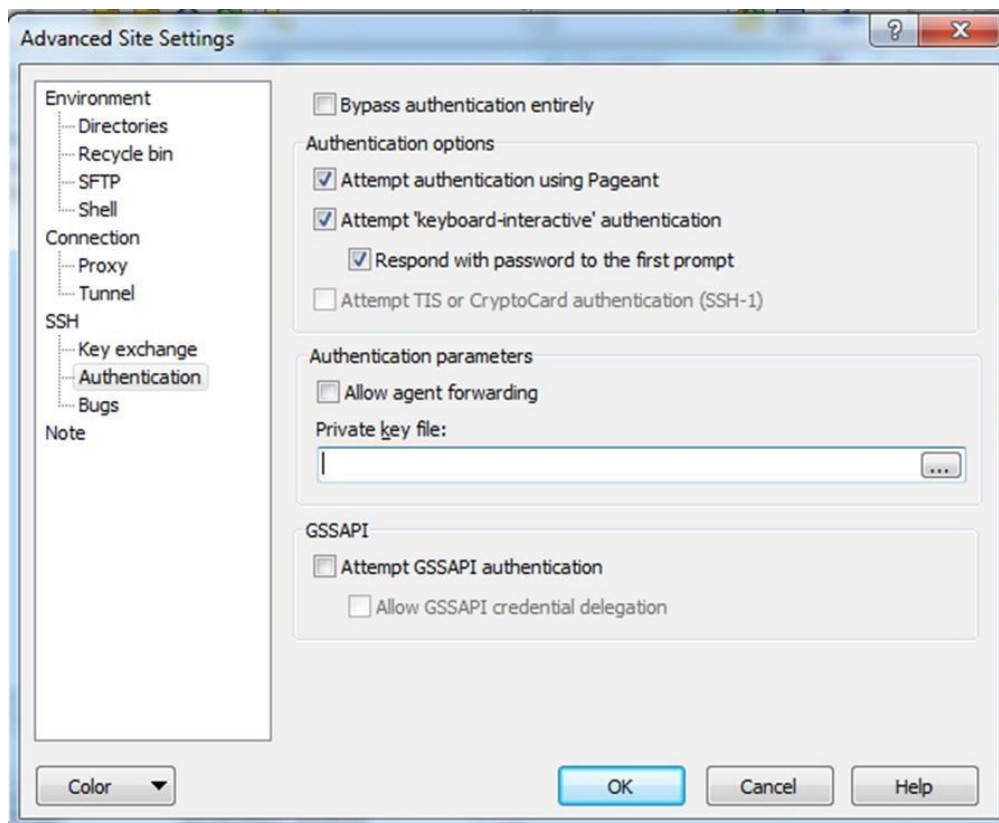 Advanced Site Settings
Environment
Directories
Recycle bin
SFTP
Shell
Connection
Proxy
Tunnel
SSH
Key exchange
Authentication
Bugs
Note
Bypass authentication entirely
Authentication options
Attempt authentication using Pageant
Attempt 'keyboard-interactive' authentication
Respond with password to the first prompt
Attempt TIS or CryptoCard authentication (SSH-1)
Authentication parameters
Allow agent forwarding
Private key file:
...
GSSAPI
Attempt GSSAPI authentication
Allow GSSAPI credential delegation
Color
OK
Cancel
Help